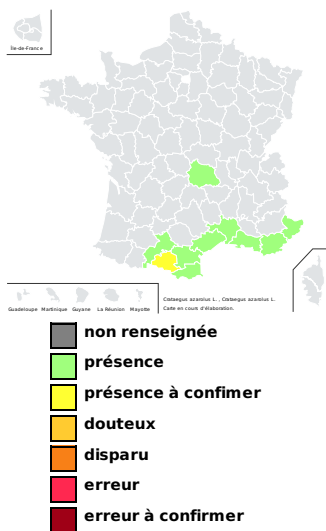 Île-de-France
Crataegus azarolus L. , Crataegus azarolus L.
Guadeloupe Martinique Guyane La Réunion Mayotte
Carte en cours d'élaboration.
non renseignée
présence
présence à confimer
douteux
disparu
erreur
erreur à confirmer